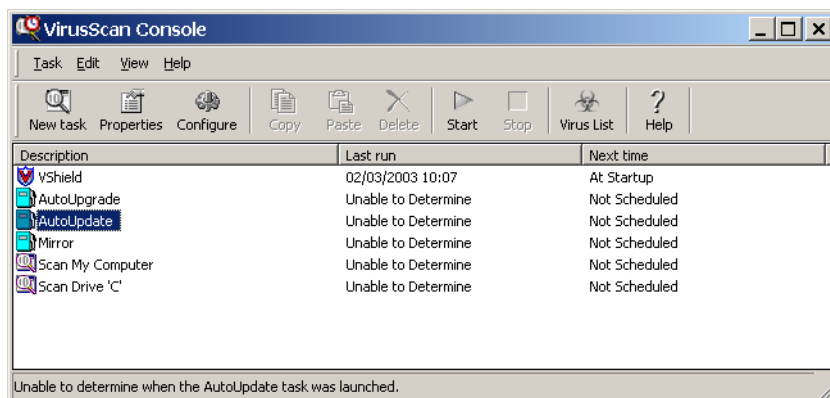 VirusScan Console
Task Edit View Help
New task Properties Configure Copy Paste Delete Start Stop Virus List Help
Description Last run Next time
VShield 02/03/2003 10:07 At Startup
AutoUpgrade Unable to Determine Not Scheduled
AutoUpdate Unable to Determine Not Scheduled
Mirror Unable to Determine Not Scheduled
Scan My Computer Unable to Determine Not Scheduled
Scan Drive 'C' Unable to Determine Not Scheduled
Unable to determine when the AutoUpdate task was launched.